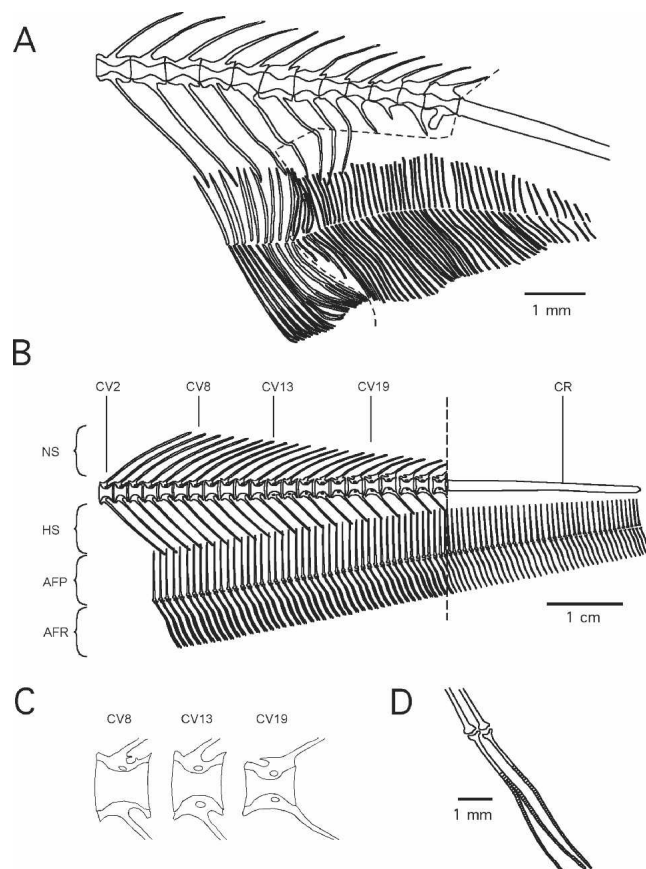 A
1 mm
B
CV2 CV8 CV13 CV19 CR
NS
HS
AFP
AFR
1 cm
C
CV8 CV13 CV19
D
1 mm